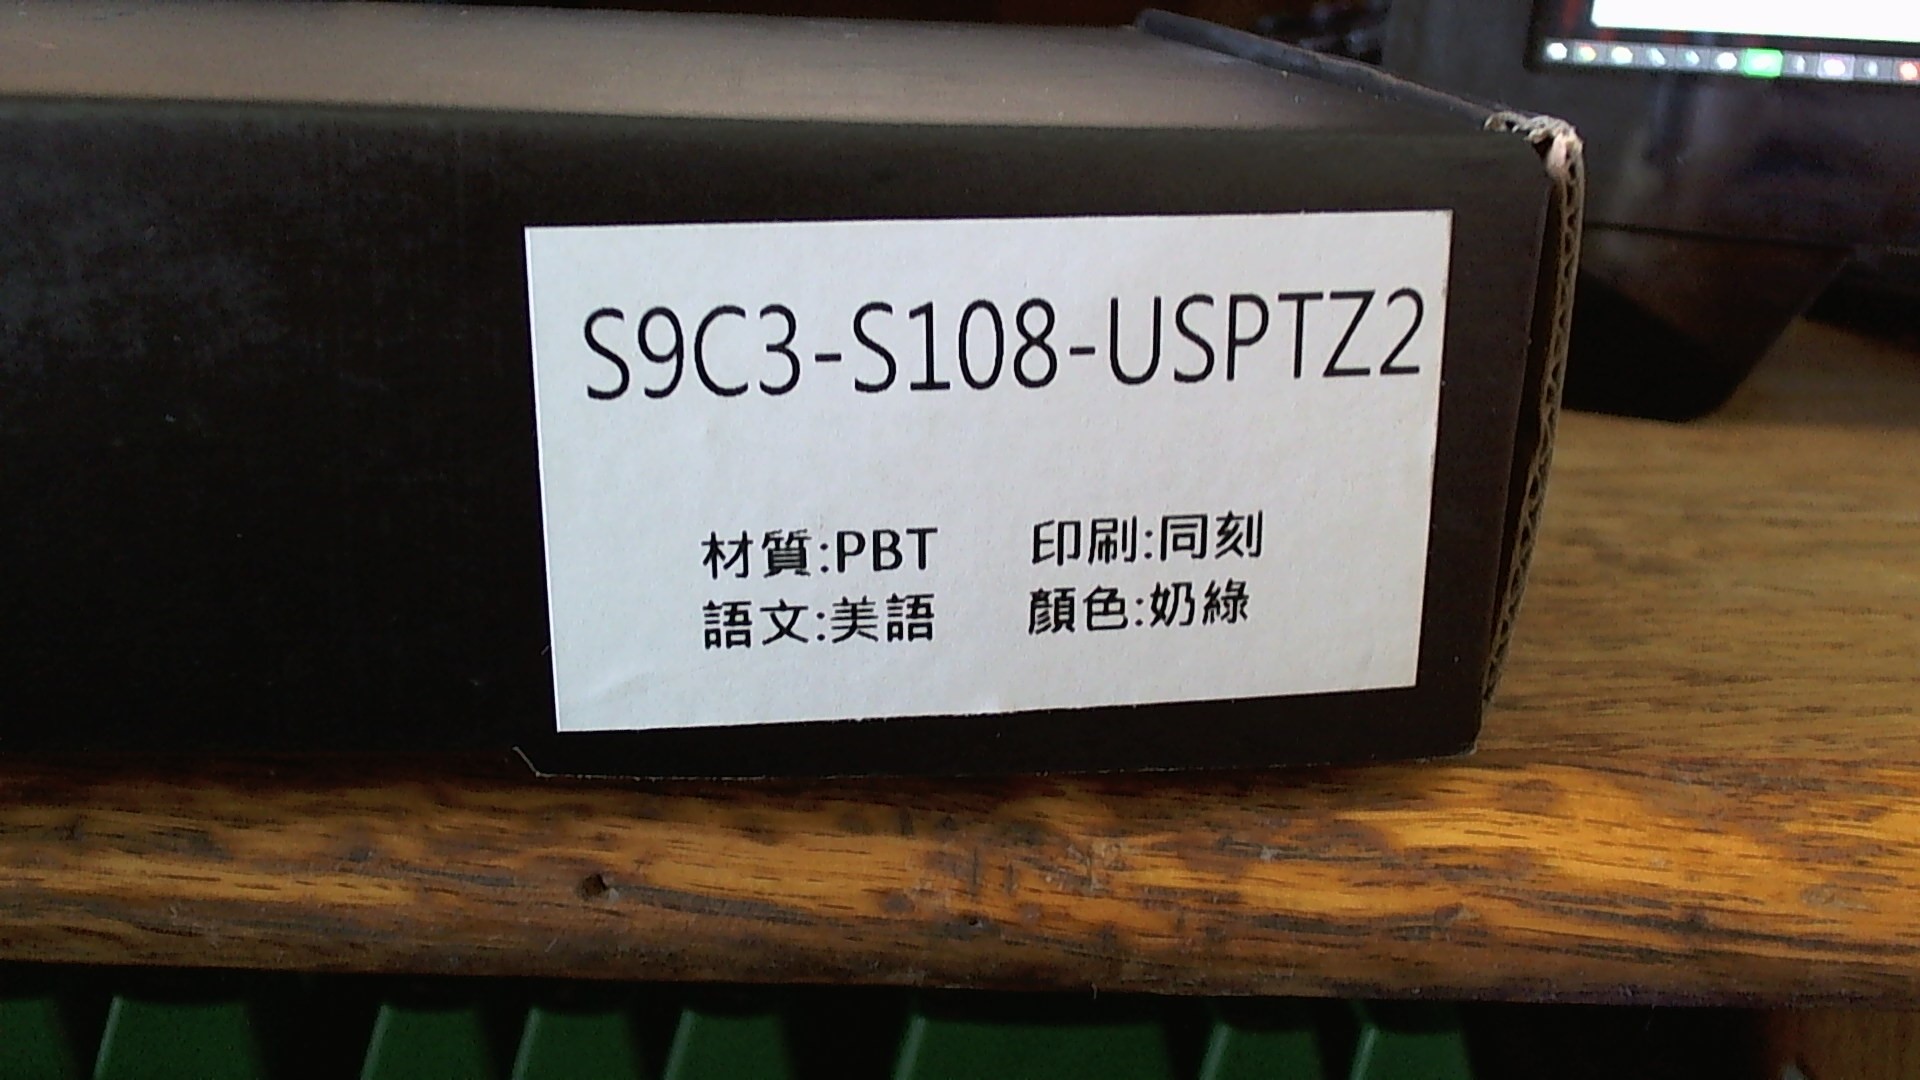 S9C3-S108-USPTZ2
材質:PBT 印刷:同刻
語文:美語 顏色:奶綠